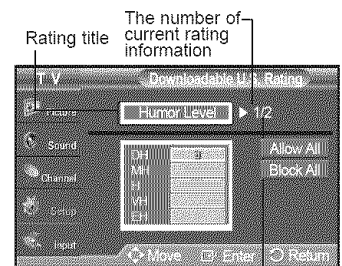 The number of
current rating
information
Rating title
T V
Downloadable U.S. Rating
Picture
Humor Level ▶ 1/2
Sound
Channel
Setup
Input
DH
MH
H
VH
EH
Allow All
Block All
Move Enter Return